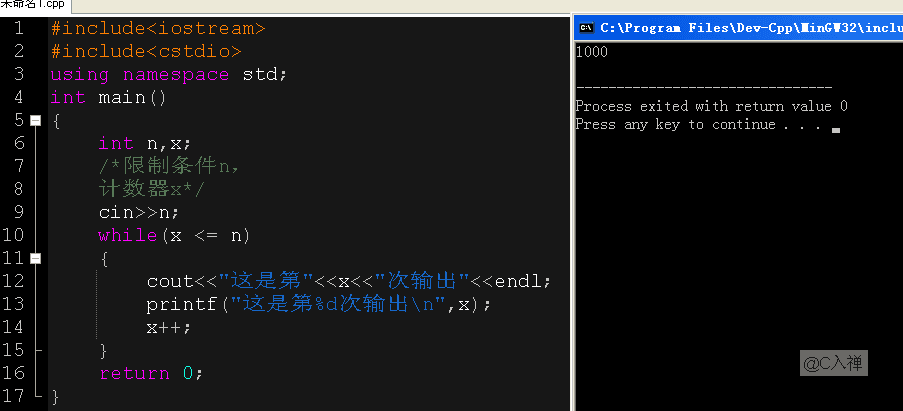 未命名1.cpp
1 #include<iostream>
2 #include<cstdio>
3 using namespace std;
4 int main()
5 {
6 int n,x;
7 /*限制条件n,
8 计数器x*/
9 cin>>n;
10 while(x <= n)
11 {
12 cout<<"这是第"<<x<<"次输出"<<endl;
13 printf("这是第%d次输出\n",x);
14 x++;
15 }
16 return 0;
17 }
C:\Program Files\Dev-Cpp\MinGW32\inclu
1000
--------------------------------
Process exited with return value 0
Press any key to continue . . .
@C入禅